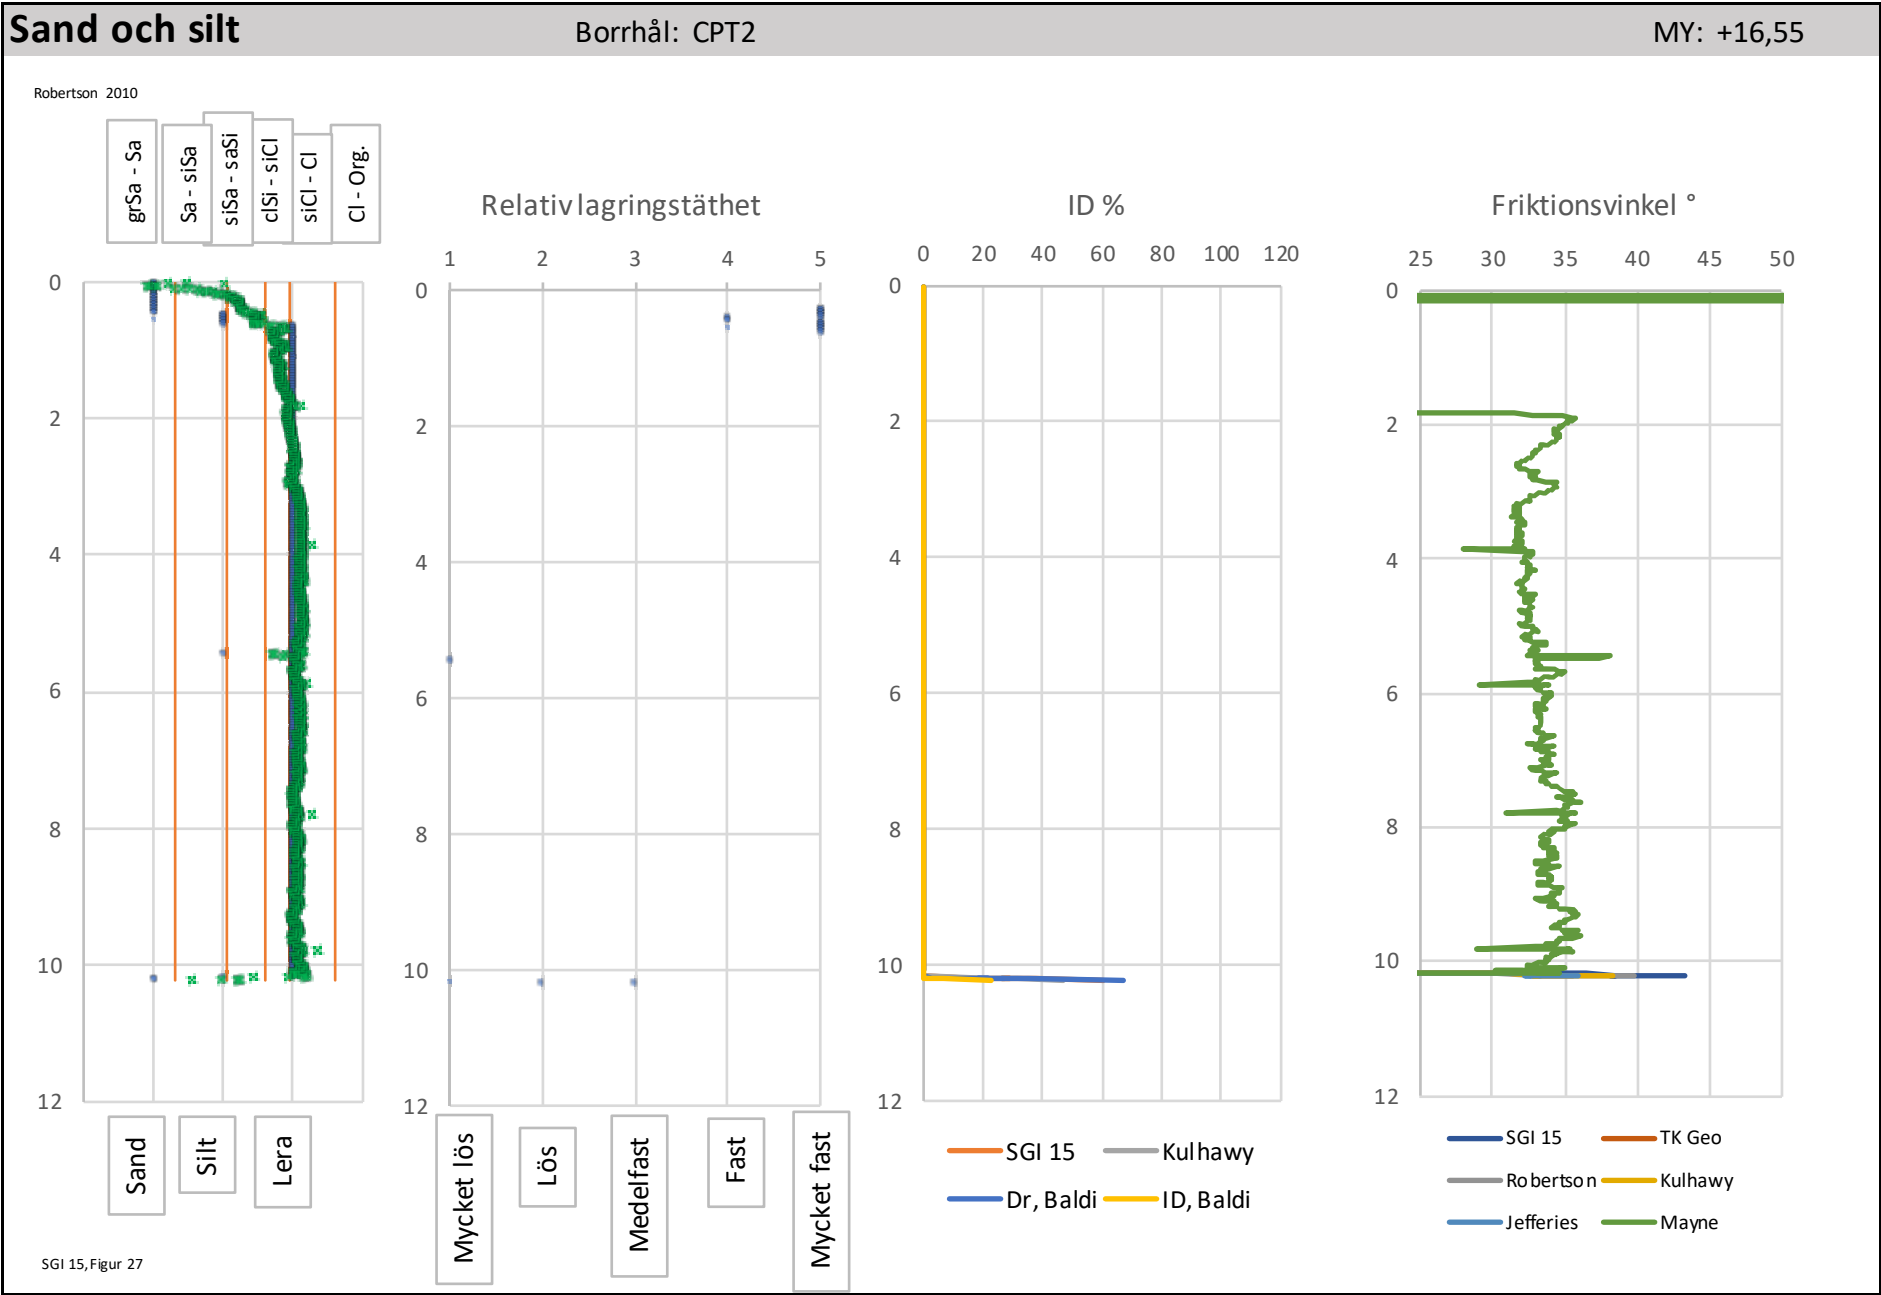 Sand och silt Borrhål: CPT2 MY: +16,55
Robertson 2010
grSa - Sa
Sa - siSa
siSa - saSi
clSi - siCl
siCl - Cl
Cl - Org.
0
2
4
6
8
10
12
Sand
Silt
Lera
SGI 15, Figur 27
Relativ lagringstäthet
1 2 3 4 5
0
2
4
6
8
10
12
Mycket lös
Lös
Medelfast
Fast
Mycket fast
ID %
0 20 40 60 80 100 120
0
2
4
6
8
10
12
SGI 15 Kulhawy
Dr, Baldi ID, Baldi
Friktionsvinkel °
25 30 35 40 45 50
0
2
4
6
8
10
12
SGI 15 TK Geo
Robertson Kulhawy
Jefferies Mayne